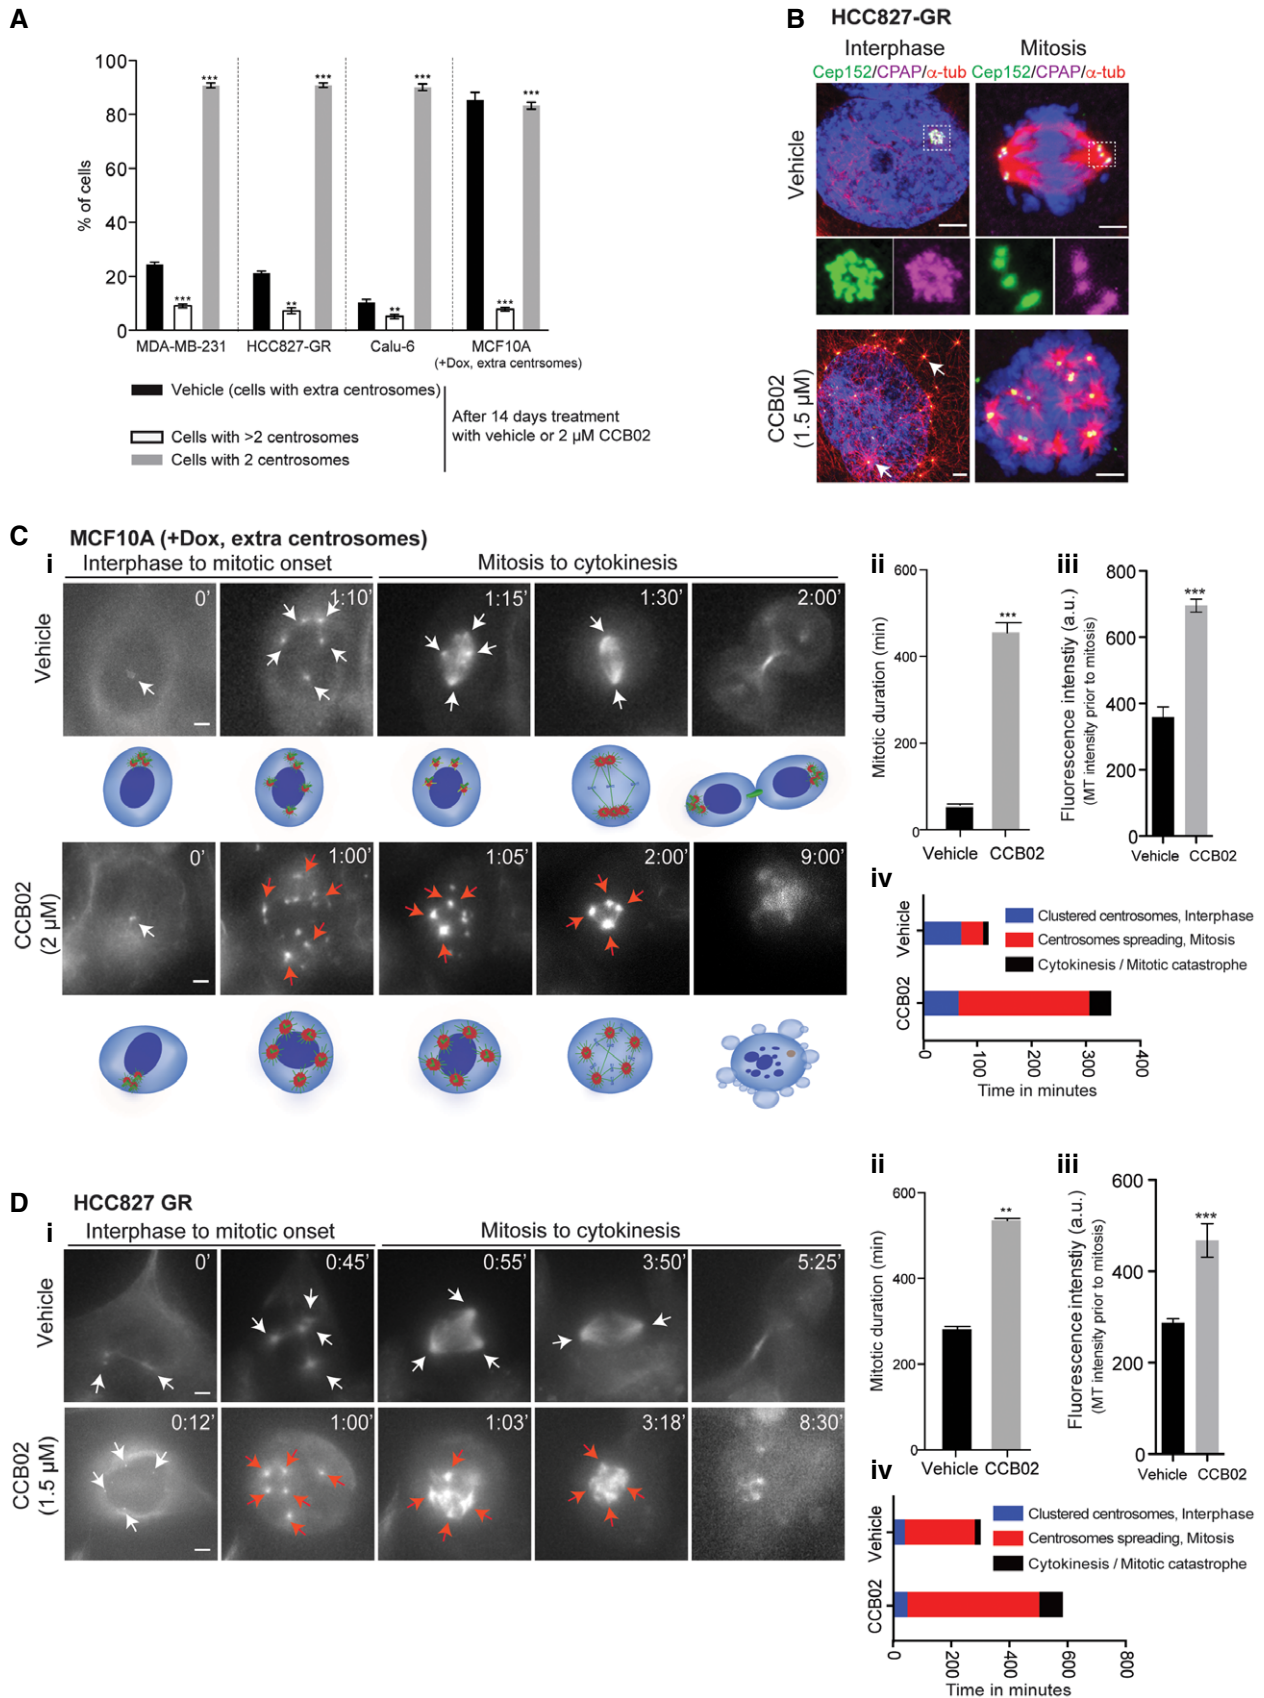 A
% of cells
100
80
60
40
20
0
***
***
**
***
**
***
***
***
MDA-MB-231
HCC827-GR
Calu-6
MCF10A
(+Dox, extra centrsomes)
Vehicle (cells with extra centrosomes)
Cells with >2 centrosomes
Cells with 2 centrosomes
After 14 days treatment
with vehicle or 2 µM CCB02
B
HCC827-GR
Interphase
Mitosis
Cep152/CPAP/α-tub
Cep152/CPAP/α-tub
Vehicle
CCB02
(1.5 µM)
C
MCF10A (+Dox, extra centrosomes)
i
Interphase to mitotic onset
Mitosis to cytokinesis
Vehicle
0'
1:10'
1:15'
1:30'
2:00'
CCB02
(2 µM)
0'
1:00'
1:05'
2:00'
9:00'
ii
Mitotic duration (min)
600
400
200
0
***
Vehicle
CCB02
iii
Fluorescence intenstiy (a.u.)
(MT intensity prior to mitosis)
800
600
400
200
0
***
Vehicle
CCB02
iv
Vehicle
CCB02
Clustered centrosomes, Interphase
Centrosomes spreading, Mitosis
Cytokinesis / Mitotic catastrophe
0
100
200
300
400
Time in minutes
D
HCC827 GR
i
Interphase to mitotic onset
Mitosis to cytokinesis
Vehicle
0'
0:45'
0:55'
3:50'
5:25'
CCB02
(1.5 µM)
0:12'
1:00'
1:03'
3:18'
8:30'
ii
Mitotic duration (min)
600
400
200
0
**
Vehicle
CCB02
iii
Fluorescence intenstiy (a.u.)
(MT intensity prior to mitosis)
600
400
200
0
***
Vehicle
CCB02
iv
Vehicle
CCB02
Clustered centrosomes, Interphase
Centrosomes spreading, Mitosis
Cytokinesis / Mitotic catastrophe
0
200
400
600
800
Time in minutes